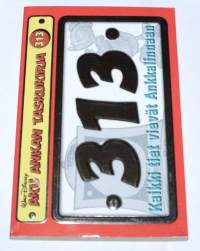 Walt Disney
AKU ANKAN TASKUKIRJA
313
313
Kaikki tiet vievät Ankkalinnaan